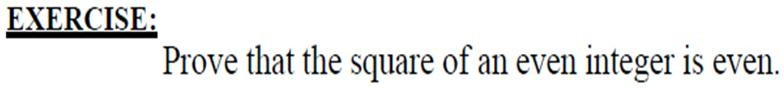 EXERCISE:
Prove that the square of an even integer is even.